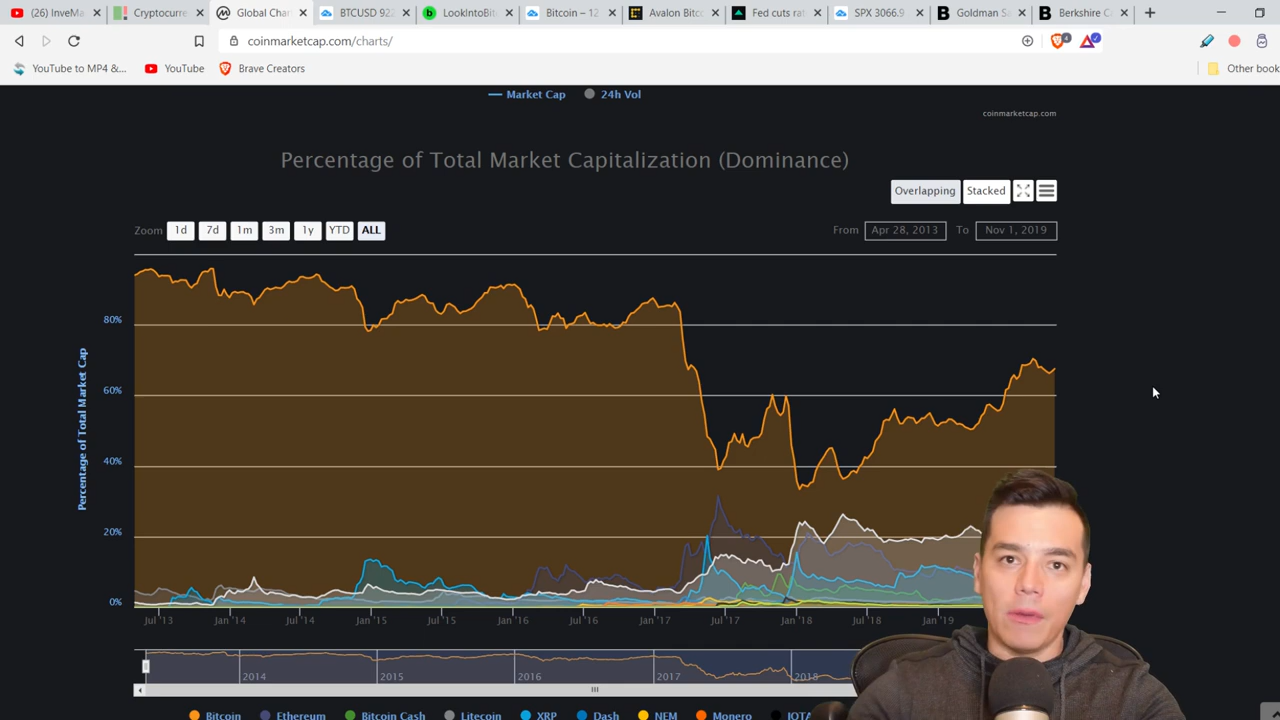 (26) InveMa
Cryptocurre
Global Char
BTCUSD 922
LookIntoBit
Bitcoin – 12
Avalon Bitc
Fed cuts rat
SPX 3066.9
Goldman Sa
Berkshire C
coinmarketcap.com/charts/
4
YouTube to MP4 &...
YouTube
Brave Creators
Other book
Market Cap
24h Vol
coinmarketcap.com
Percentage of Total Market Capitalization (Dominance)
Overlapping
Stacked
Zoom 1d 7d 1m 3m 1y YTD ALL
From Apr 28, 2013 To Nov 1, 2019
Percentage of Total Market Cap
80%
60%
40%
20%
0%
Jul '13 Jan '14 Jul '14 Jan '15 Jul '15 Jan '16 Jul '16 Jan '17 Jul '17 Jan '18 Jul '18 Jan '19
2014 2015 2016 2017 2018
Bitcoin Ethereum Bitcoin Cash Litecoin XRP Dash NEM Monero IOTA